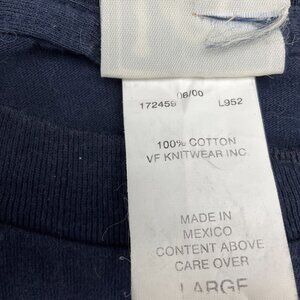 06/00
172459 L952
100% COTTON
VF KNITWEAR INC.
MADE IN
MEXICO
CONTENT ABOVE
CARE OVER
LARGE